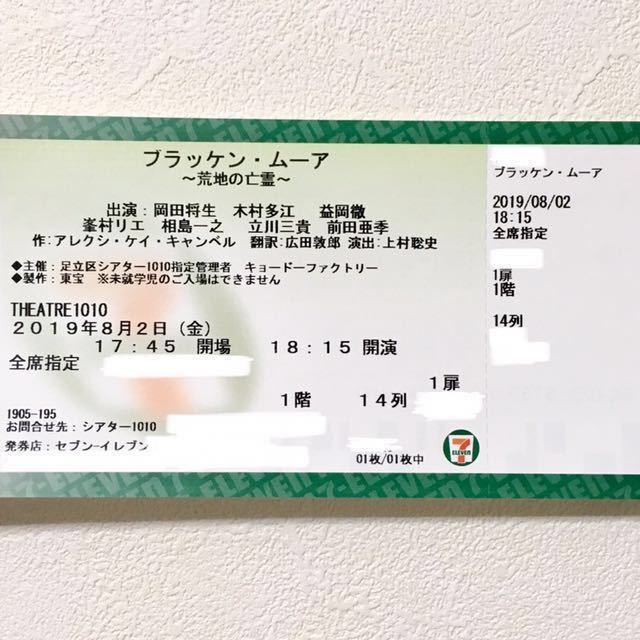 7-ELEVEN 7-ELEVEN 7-ELEVEN
ブラッケン・ムーア
～荒地の亡霊～
出演：岡田将生　木村多江　益岡徹
峯村リエ　相島一之　立川三貴　前田亜季
作：アレクシ・ケイ・キャンベル　翻訳：広田敦郎　演出：上村聡史
◆主催：足立区シアター1010指定管理者　キョードーファクトリー
◆製作：東宝　※未就学児のご入場はできません
THEATRE1010
２０１９年８月２日（金）
１７：４５　開場　１８：１５　開演
全席指定
１扉
１階　１４列
1905-195
お問合せ先：シアター1010
発券店：セブン-イレブン
01枚/01枚中
7 ELEVEN
ブラッケン・ムーア
2019/08/02
18:15
全席指定
1扉
1階
14列